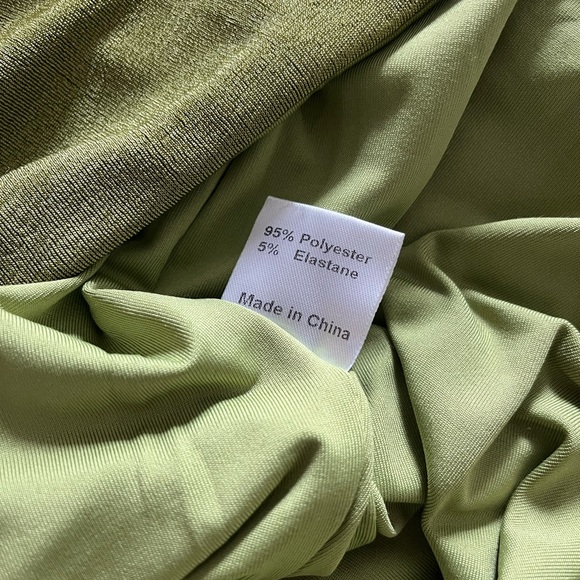 95% Polyester
5% Elastane
Made in China